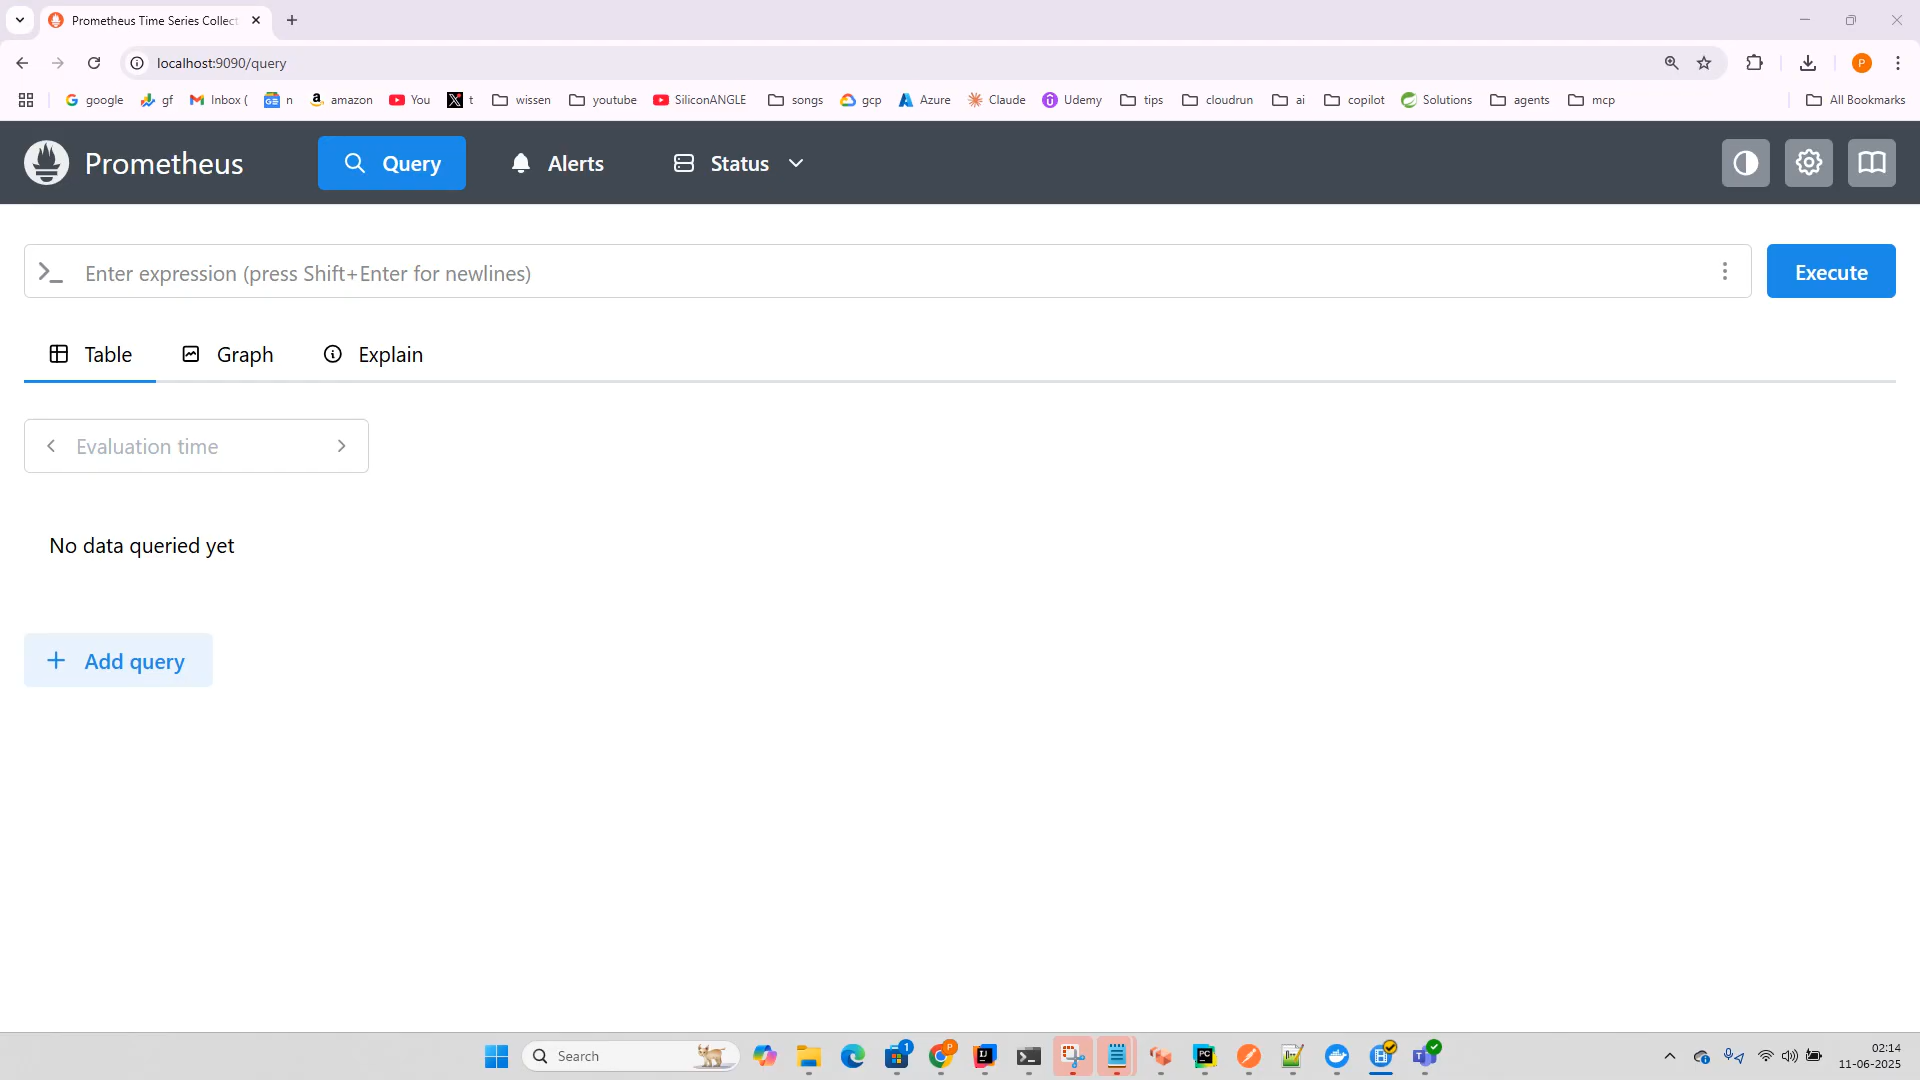 Prometheus Time Series Collect
localhost:9090/query
google
gf
Inbox (
n
amazon
You
t
wissen
youtube
SiliconANGLE
songs
gcp
Azure
Claude
Udemy
tips
cloudrun
ai
copilot
Solutions
agents
mcp
All Bookmarks
Prometheus
Query
Alerts
Status
Enter expression (press Shift+Enter for newlines)
Execute
Table
Graph
Explain
Evaluation time
No data queried yet
Add query
Search
02:14
11-06-2025